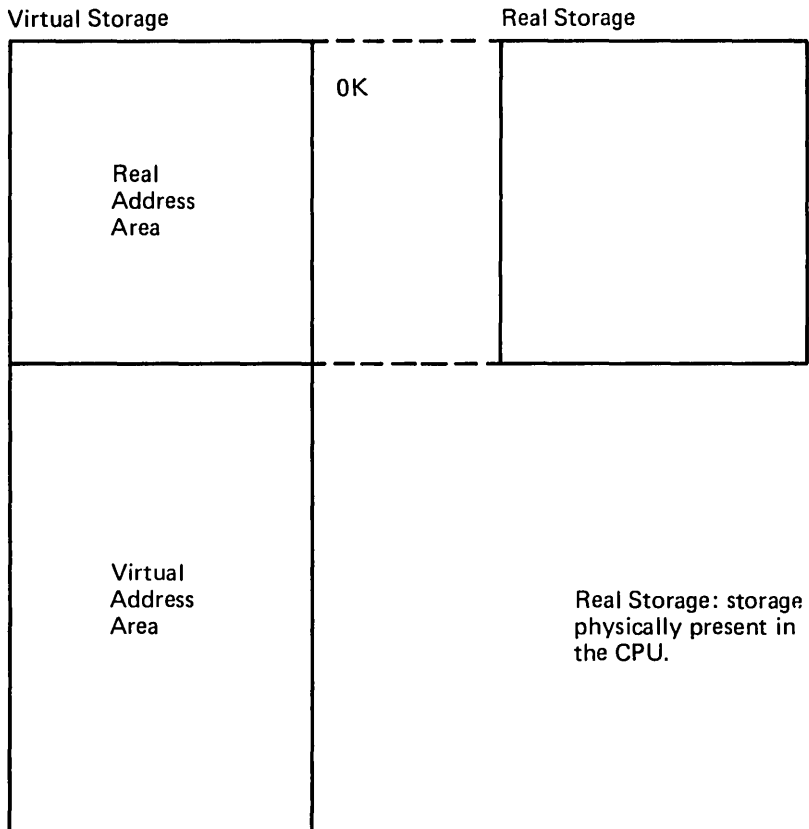 Virtual Storage
Real Storage
0K
Real
Address
Area
Virtual
Address
Area
Real Storage: storage
physically present in
the CPU.